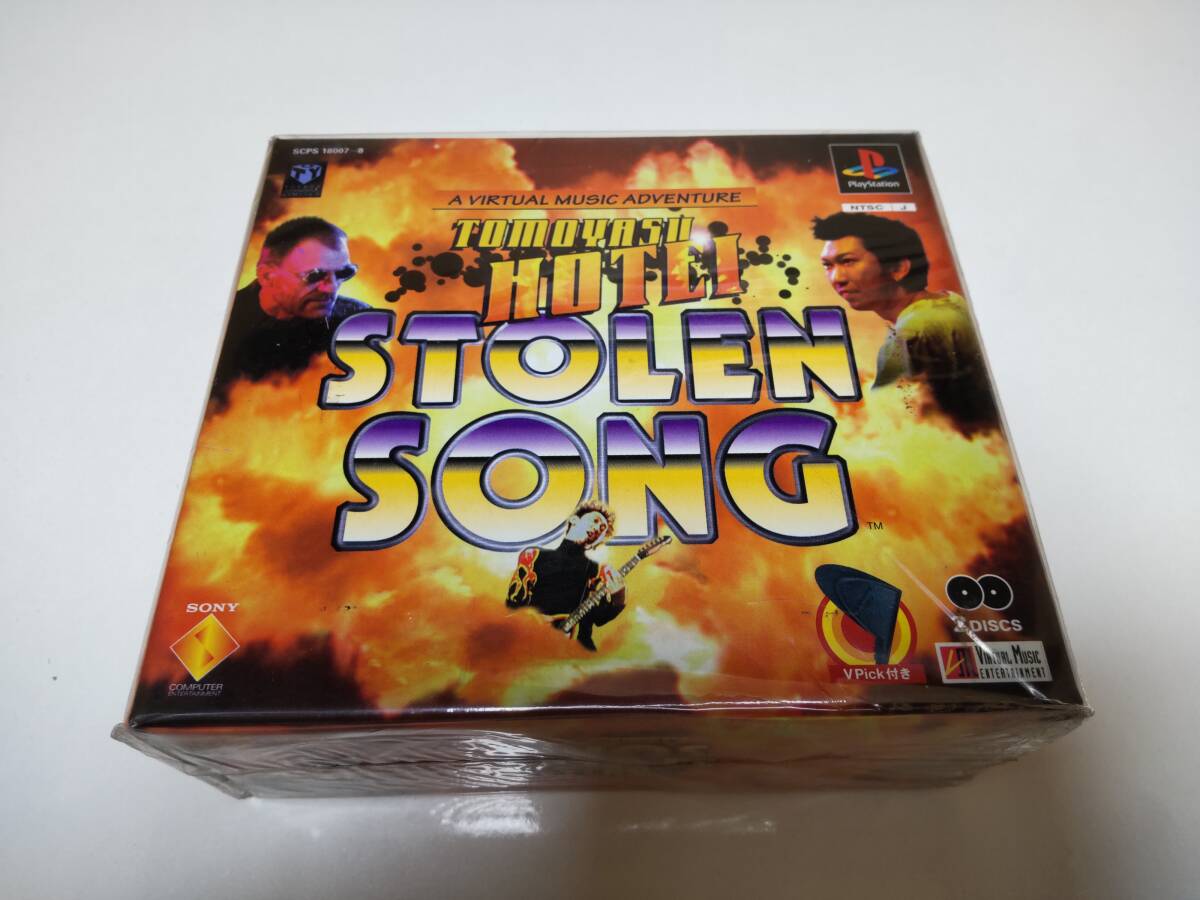 SCPS 18007~8
PlayStation
NTSC J
A VIRTUAL MUSIC ADVENTURE
TOMOYASU
HOTEI
STOLEN
SONG
TM
SONY
COMPUTER
ENTERTAINMENT
V Pick付き
2 DISCS
VIRTUAL MUSIC
ENTERTAINMENT